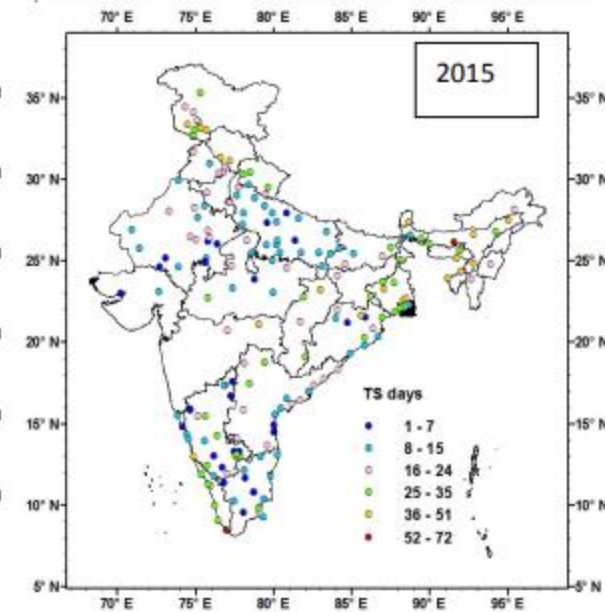 70° E 75° E 80° E 85° E 90° E 95° E
2015
35° N 35° N
30° N 30° N
25° N 25° N
20° N 20° N
TS days
15° N 15° N
1 - 7
8 - 15
16 - 24
25 - 35
10° N 10° N
36 - 51
52 - 72
5° N 5° N
70° E 75° E 80° E 85° E 90° E 95° E